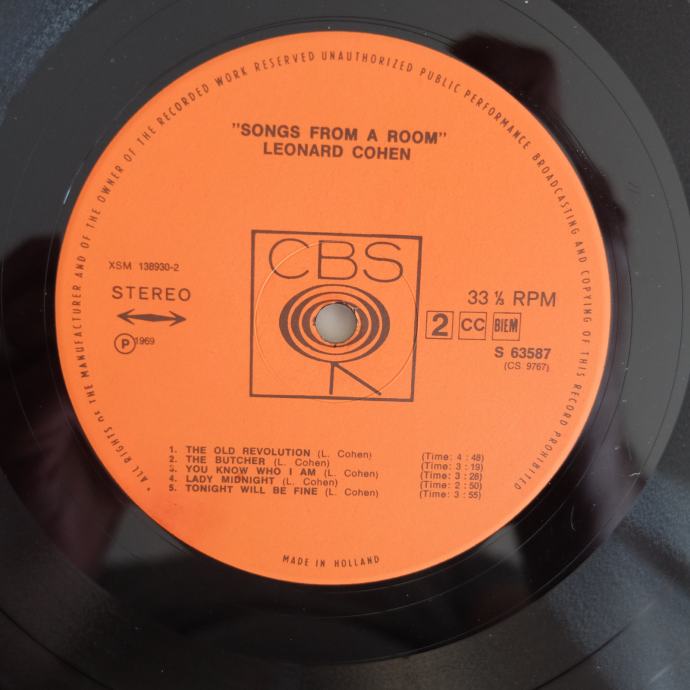 * ALL RIGHTS OF THE MANUFACTURER AND OF THE OWNER OF THE RECORDED WORK RESERVED UNAUTHORIZED PUBLIC PERFORMANCE BROADCASTING AND COPYING OF THIS RECORD PROHIBITED
"SONGS FROM A ROOM"
LEONARD COHEN
CBS
XSM 138930-2
STEREO
℗ 1969
33 ⅓ RPM
2 CC BIEM
S 63587
(CS 9767)
1. THE OLD REVOLUTION (L. Cohen) (Time: 4 : 48)
2. THE BUTCHER (L. Cohen) (Time: 3 : 19)
3. YOU KNOW WHO I AM (L. Cohen) (Time: 3 : 28)
4. LADY MIDNIGHT (L. Cohen) (Time: 2 : 50)
5. TONIGHT WILL BE FINE (L. Cohen) (Time: 3 : 55)
MADE IN HOLLAND